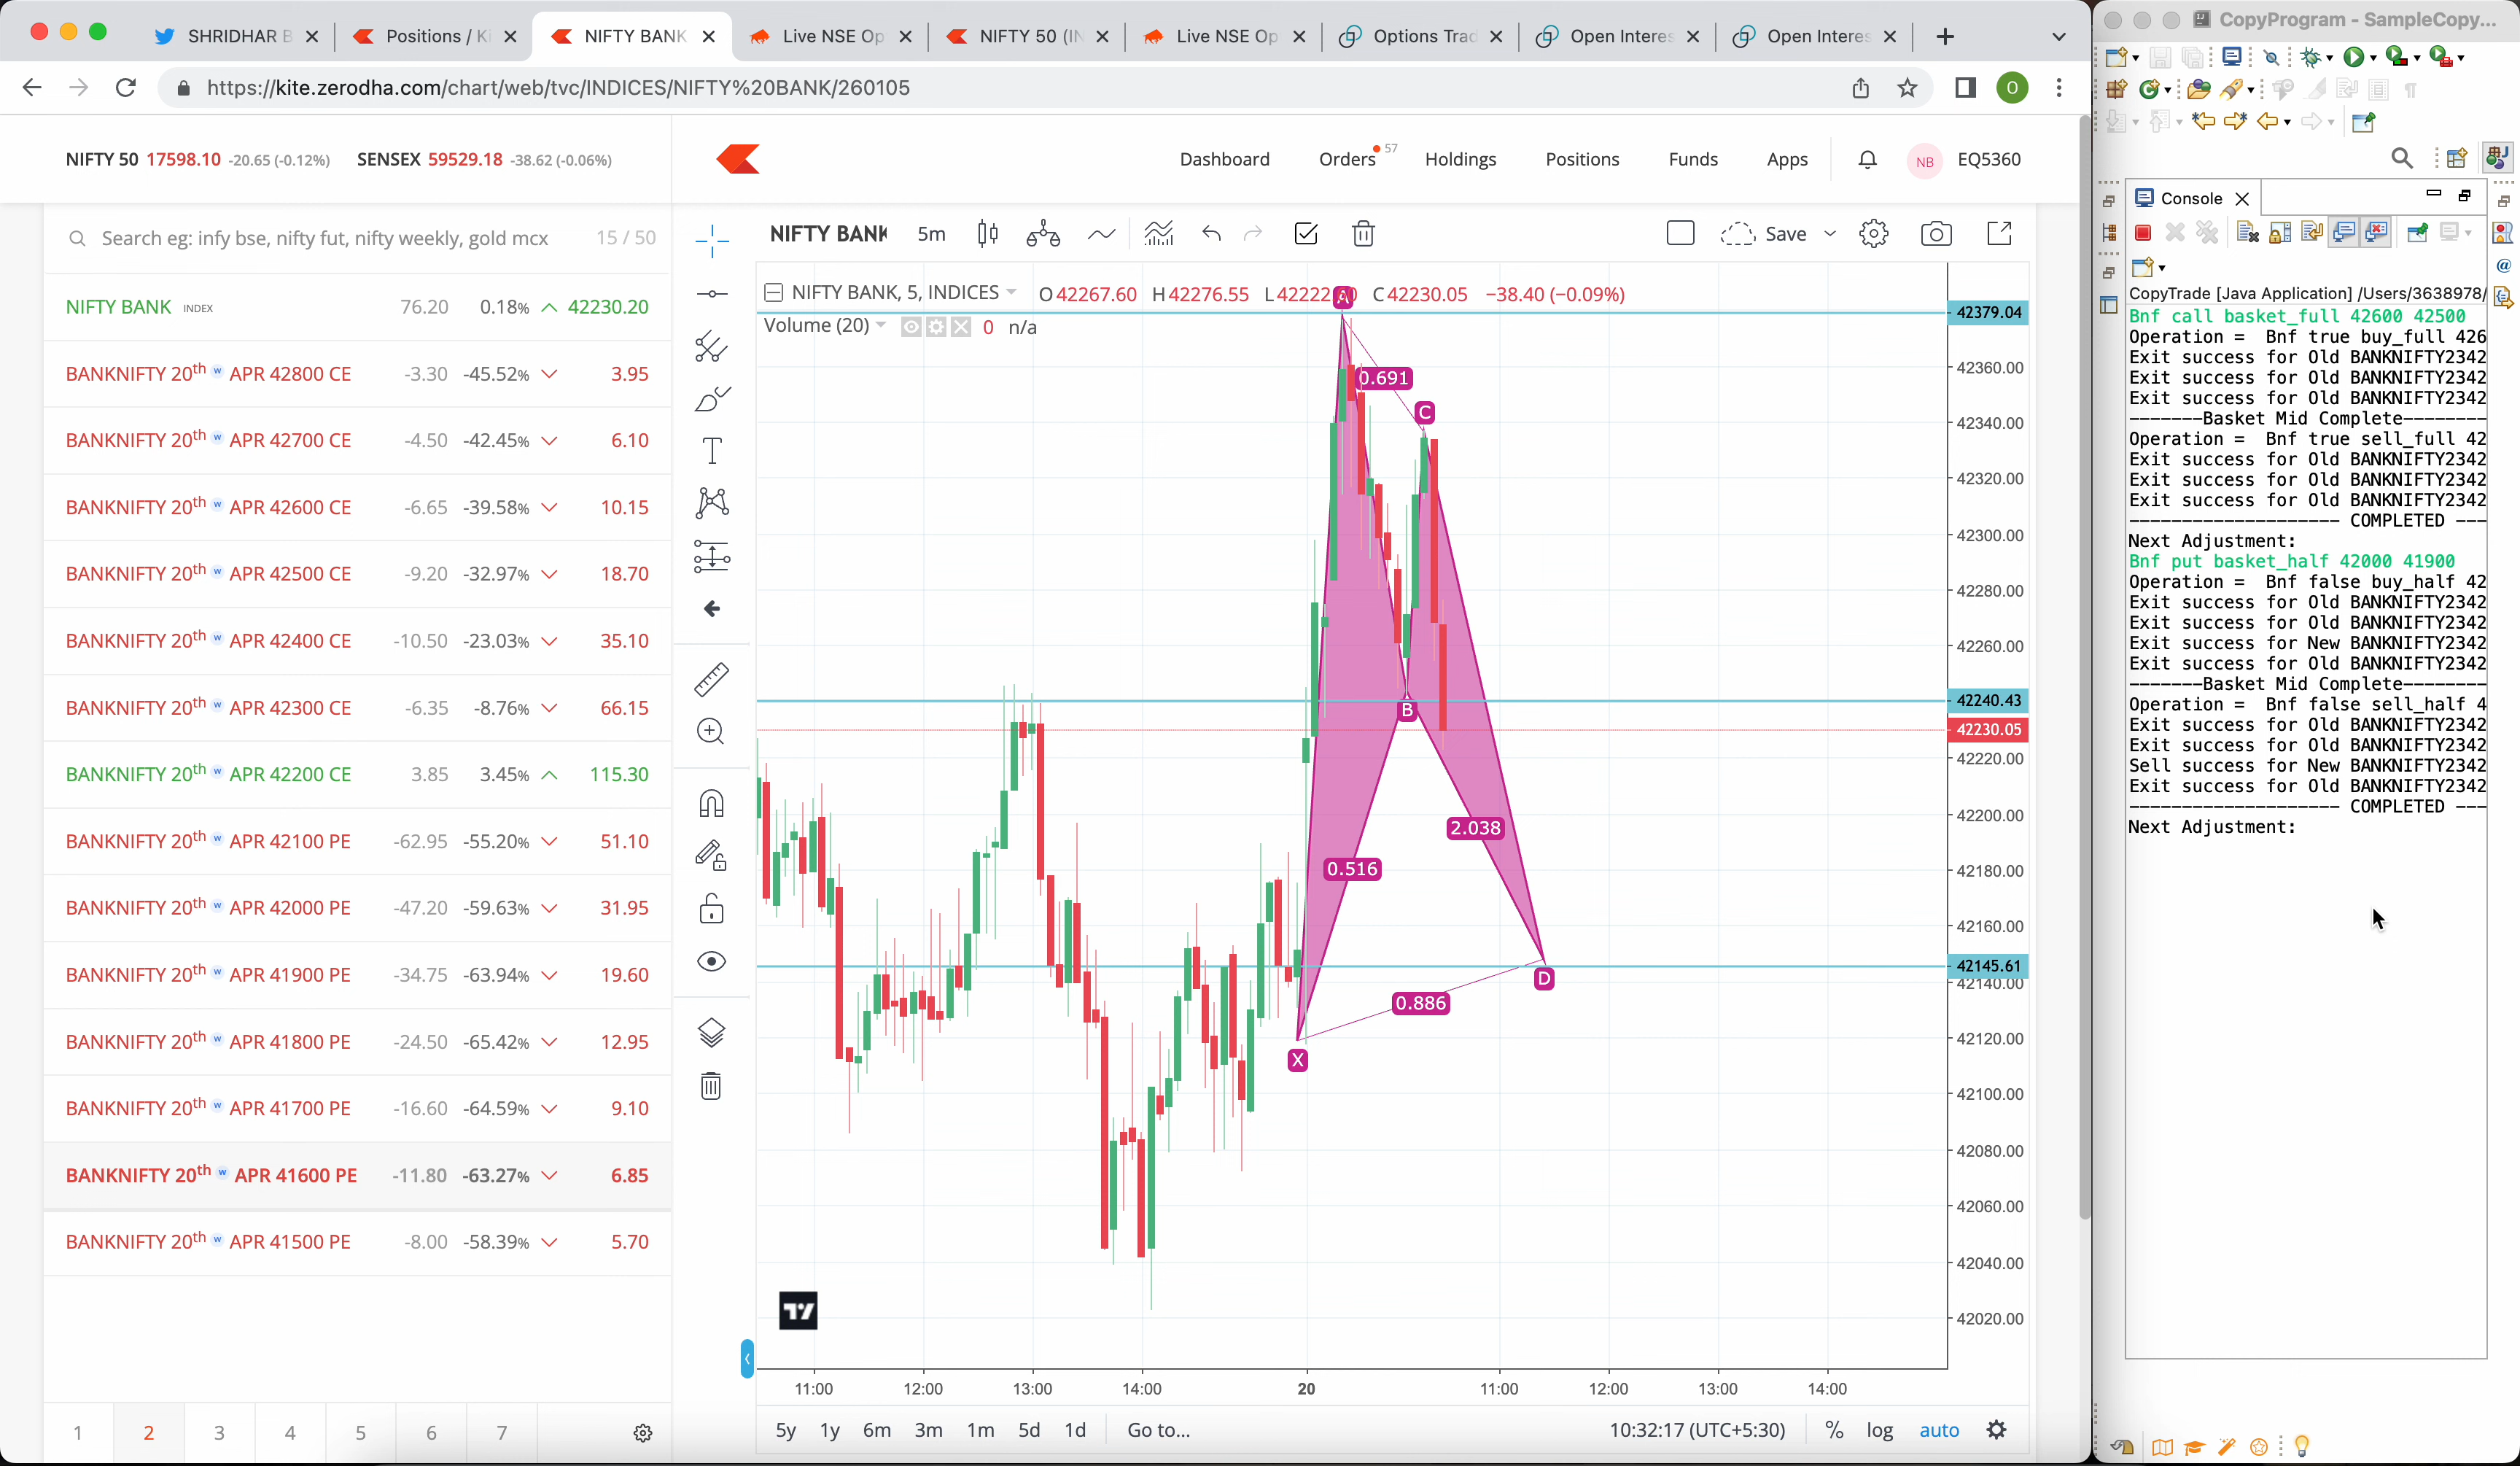 SHRIDHAR B
Positions / Ki
NIFTY BANK
Live NSE Op
NIFTY 50 (IN
Live NSE Op
Options Trad
Open Interes
Open Interes
https://kite.zerodha.com/chart/web/tvc/INDICES/NIFTY%20BANK/260105
O
NIFTY 50 17598.10 -20.65 (-0.12%) SENSEX 59529.18 -38.62 (-0.06%)
Dashboard Orders 57 Holdings Positions Funds Apps NB EQ5360
Search eg: infy bse, nifty fut, nifty weekly, gold mcx 15 / 50
NIFTY BANK INDEX 76.20 0.18% 42230.20
BANKNIFTY 20th w APR 42800 CE -3.30 -45.52% 3.95
BANKNIFTY 20th w APR 42700 CE -4.50 -42.45% 6.10
BANKNIFTY 20th w APR 42600 CE -6.65 -39.58% 10.15
BANKNIFTY 20th w APR 42500 CE -9.20 -32.97% 18.70
BANKNIFTY 20th w APR 42400 CE -10.50 -23.03% 35.10
BANKNIFTY 20th w APR 42300 CE -6.35 -8.76% 66.15
BANKNIFTY 20th w APR 42200 CE 3.85 3.45% 115.30
BANKNIFTY 20th w APR 42100 PE -62.95 -55.20% 51.10
BANKNIFTY 20th w APR 42000 PE -47.20 -59.63% 31.95
BANKNIFTY 20th w APR 41900 PE -34.75 -63.94% 19.60
BANKNIFTY 20th w APR 41800 PE -24.50 -65.42% 12.95
BANKNIFTY 20th w APR 41700 PE -16.60 -64.59% 9.10
BANKNIFTY 20th w APR 41600 PE -11.80 -63.27% 6.85
BANKNIFTY 20th w APR 41500 PE -8.00 -58.39% 5.70
1 2 3 4 5 6 7
NIFTY BANK 5m Save
NIFTY BANK, 5, INDICES O42267.60 H42276.55 L42222. 0 C42230.05 −38.40 (−0.09%)
Volume (20) 0 n/a
A
0.691
C
B
2.038
0.516
D
0.886
X
42379.04
42360.00
42340.00
42320.00
42300.00
42280.00
42260.00
42240.43
42230.05
42220.00
42200.00
42180.00
42160.00
42145.61
42140.00
42120.00
42100.00
42080.00
42060.00
42040.00
42020.00
11:00 12:00 13:00 14:00 20 11:00 12:00 13:00 14:00
5y 1y 6m 3m 1m 5d 1d Go to... 10:32:17 (UTC+5:30) % log auto
CopyProgram - SampleCopy...
Console
CopyTrade [Java Application] /Users/3638978/
Bnf call basket_full 42600 42500
Operation = Bnf true buy_full 426
Exit success for Old BANKNIFTY2342
Exit success for Old BANKNIFTY2342
Exit success for Old BANKNIFTY2342
-------Basket Mid Complete--------
Operation = Bnf true sell_full 42
Exit success for Old BANKNIFTY2342
Exit success for Old BANKNIFTY2342
Exit success for Old BANKNIFTY2342
-------------------- COMPLETED ---
Next Adjustment:
Bnf put basket_half 42000 41900
Operation = Bnf false buy_half 42
Exit success for Old BANKNIFTY2342
Exit success for Old BANKNIFTY2342
Exit success for New BANKNIFTY2342
Exit success for Old BANKNIFTY2342
-------Basket Mid Complete--------
Operation = Bnf false sell_half 4
Exit success for Old BANKNIFTY2342
Exit success for Old BANKNIFTY2342
Sell success for New BANKNIFTY2342
Exit success for Old BANKNIFTY2342
-------------------- COMPLETED ---
Next Adjustment: